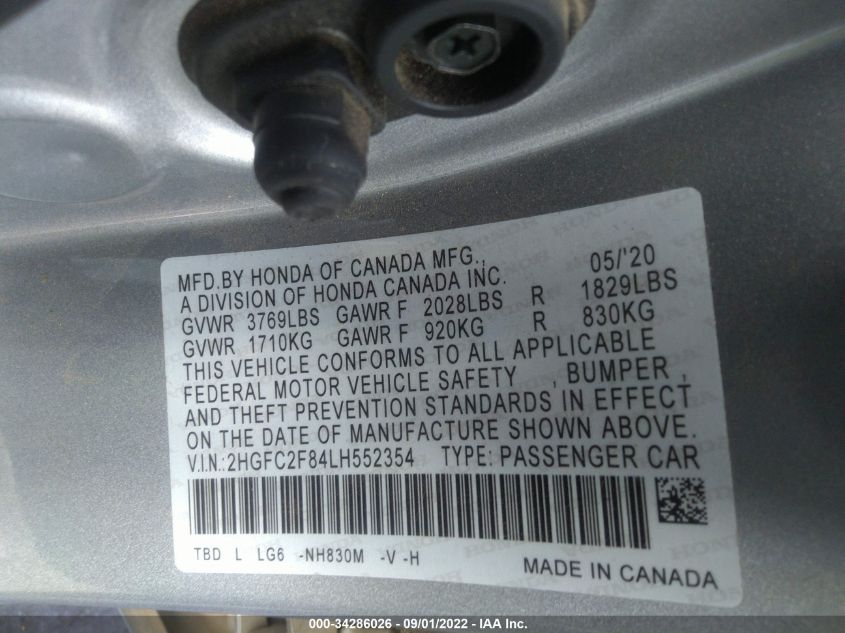 MFD.BY HONDA OF CANADA MFG., 05/'20
A DIVISION OF HONDA CANADA INC.
GVWR 3769LBS GAWR F 2028LBS R 1829LBS
GVWR 1710KG GAWR F 920KG R 830KG
THIS VEHICLE CONFORMS TO ALL APPLICABLE
FEDERAL MOTOR VEHICLE SAFETY , BUMPER ,
AND THEFT PREVENTION STANDARDS IN EFFECT
ON THE DATE OF MANUFACTURE SHOWN ABOVE.
V.I.N.:2HGFC2F84LH552354 TYPE: PASSENGER CAR
TBD L LG6 -NH830M -V -H
MADE IN CANADA
000-34286026 - 09/01/2022 - IAA Inc.